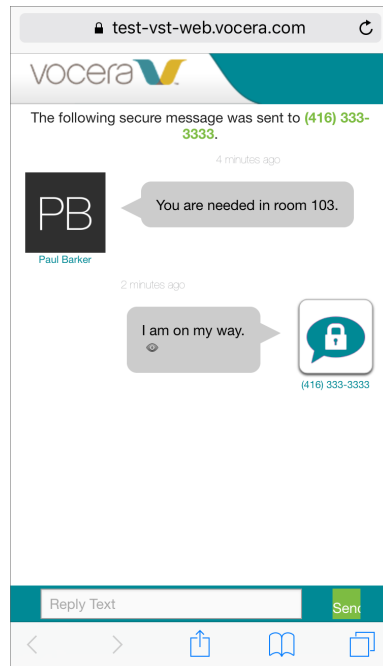 test-vst-web.vocera.com
vocera
The following secure message was sent to (416) 333-
3333.
4 minutes ago
PB
You are needed in room 103.
Paul Barker
2 minutes ago
I am on my way.
(416) 333-3333
Reply Text
Send